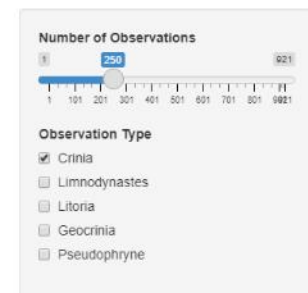 Number of Observations
1 250 921
1 101 201 301 401 501 601 701 801 921
Observation Type
Crinia
Limnodynastes
Litoria
Geocrinia
Pseudophryne